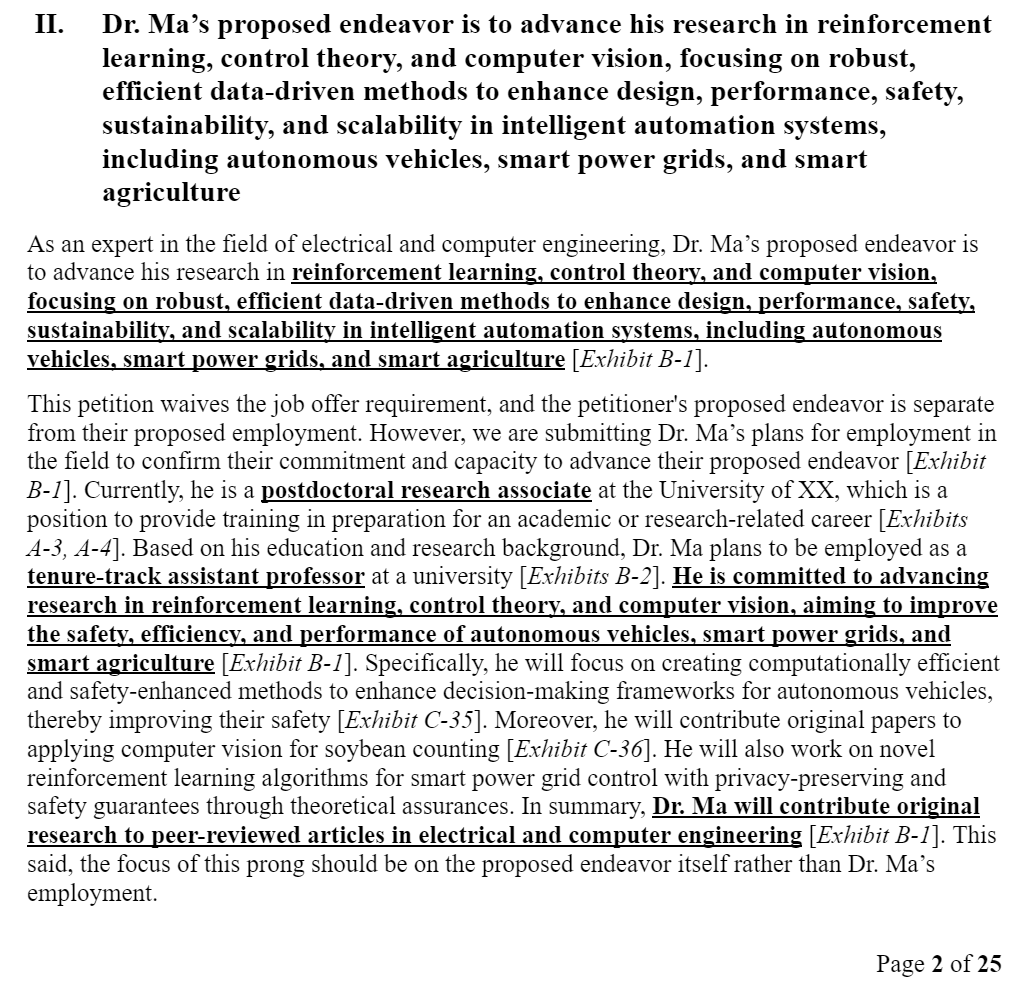 II. Dr. Ma’s proposed endeavor is to advance his research in reinforcement
learning, control theory, and computer vision, focusing on robust,
efficient data-driven methods to enhance design, performance, safety,
sustainability, and scalability in intelligent automation systems,
including autonomous vehicles, smart power grids, and smart
agriculture
As an expert in the field of electrical and computer engineering, Dr. Ma’s proposed endeavor is
to advance his research in reinforcement learning, control theory, and computer vision,
focusing on robust, efficient data-driven methods to enhance design, performance, safety,
sustainability, and scalability in intelligent automation systems, including autonomous
vehicles, smart power grids, and smart agriculture [Exhibit B-1].
This petition waives the job offer requirement, and the petitioner's proposed endeavor is separate
from their proposed employment. However, we are submitting Dr. Ma’s plans for employment in
the field to confirm their commitment and capacity to advance their proposed endeavor [Exhibit
B-1]. Currently, he is a postdoctoral research associate at the University of XX, which is a
position to provide training in preparation for an academic or research-related career [Exhibits
A-3, A-4]. Based on his education and research background, Dr. Ma plans to be employed as a
tenure-track assistant professor at a university [Exhibits B-2]. He is committed to advancing
research in reinforcement learning, control theory, and computer vision, aiming to improve
the safety, efficiency, and performance of autonomous vehicles, smart power grids, and
smart agriculture [Exhibit B-1]. Specifically, he will focus on creating computationally efficient
and safety-enhanced methods to enhance decision-making frameworks for autonomous vehicles,
thereby improving their safety [Exhibit C-35]. Moreover, he will contribute original papers to
applying computer vision for soybean counting [Exhibit C-36]. He will also work on novel
reinforcement learning algorithms for smart power grid control with privacy-preserving and
safety guarantees through theoretical assurances. In summary, Dr. Ma will contribute original
research to peer-reviewed articles in electrical and computer engineering [Exhibit B-1]. This
said, the focus of this prong should be on the proposed endeavor itself rather than Dr. Ma’s
employment.
Page 2 of 25